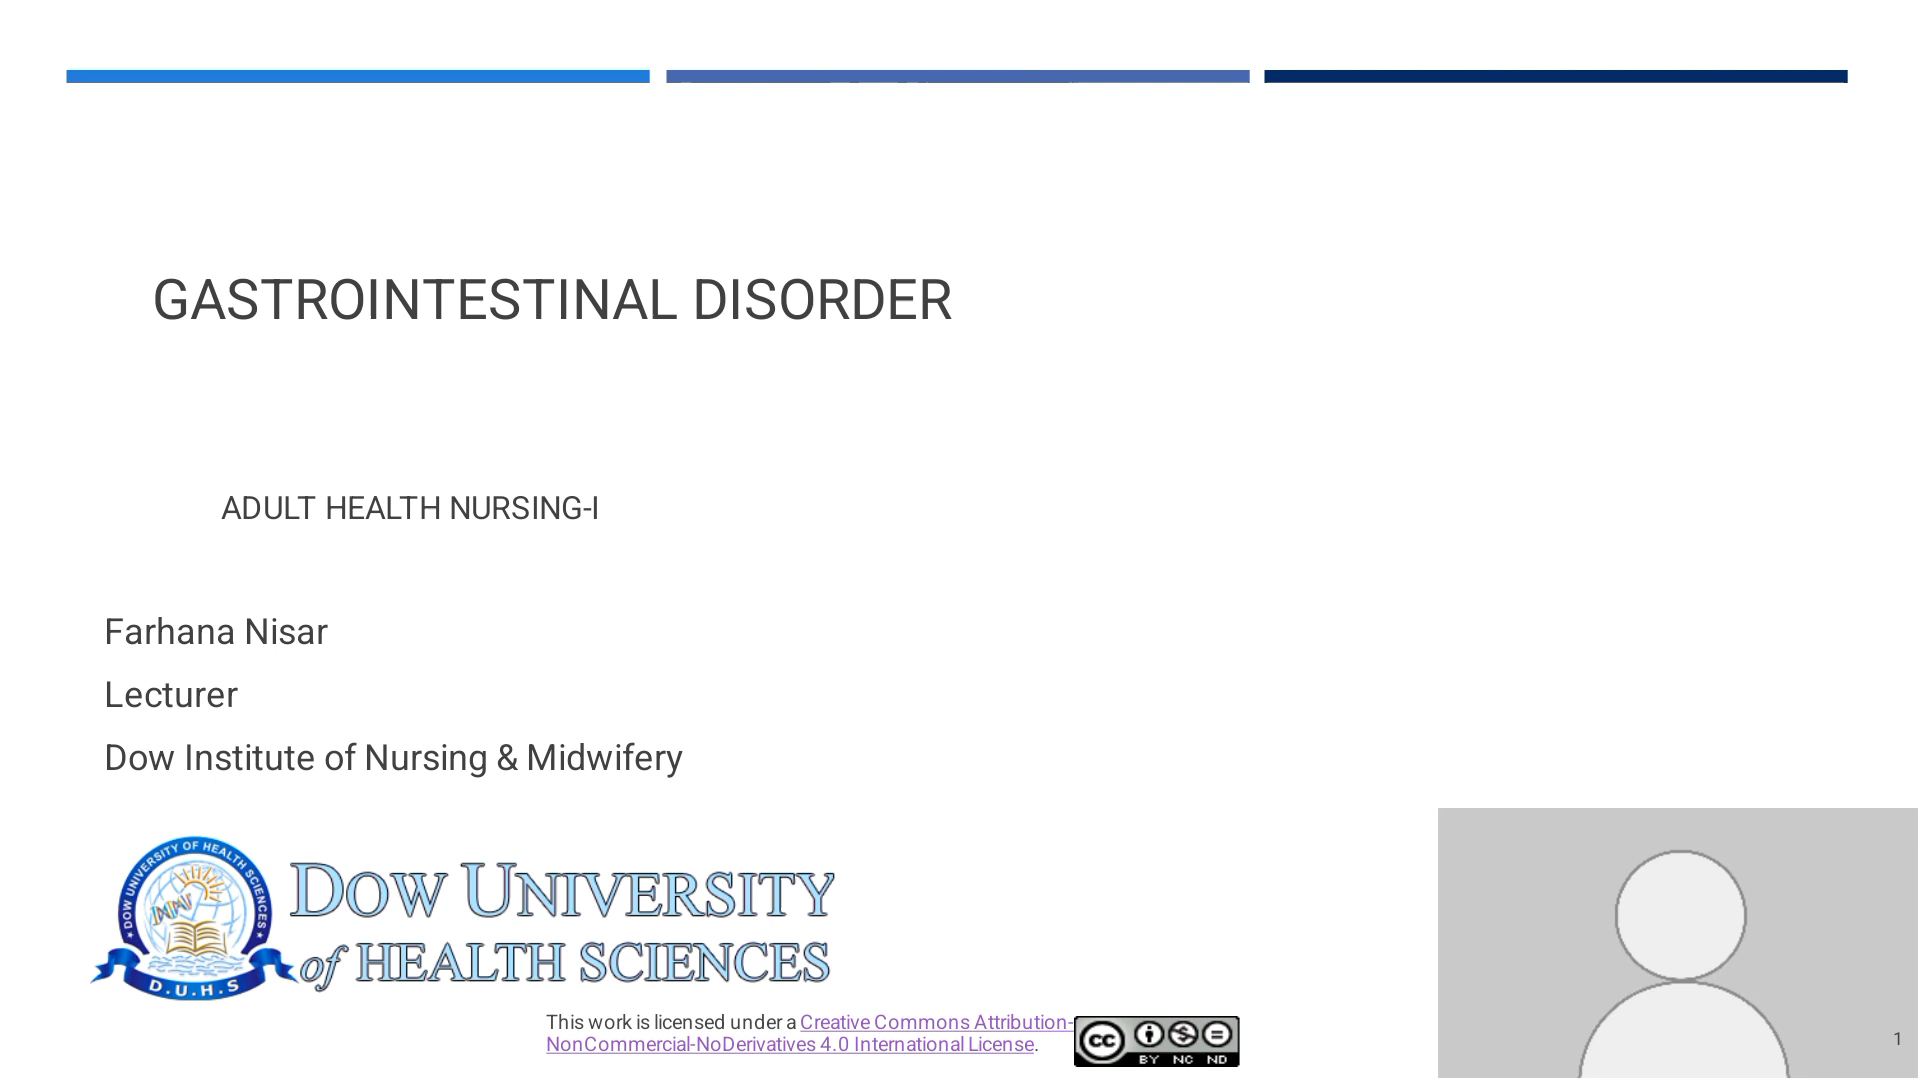 GASTROINTESTINAL DISORDER
ADULT HEALTH NURSING-I
Farhana Nisar
Lecturer
Dow Institute of Nursing & Midwifery
DOW UNIVERSITY OF HEALTH SCIENCES
D.U.H.S
DOW UNIVERSITY
of HEALTH SCIENCES
This work is licensed under a Creative Commons Attribution-
NonCommercial-NoDerivatives 4.0 International License.
cc
BY NC ND
1